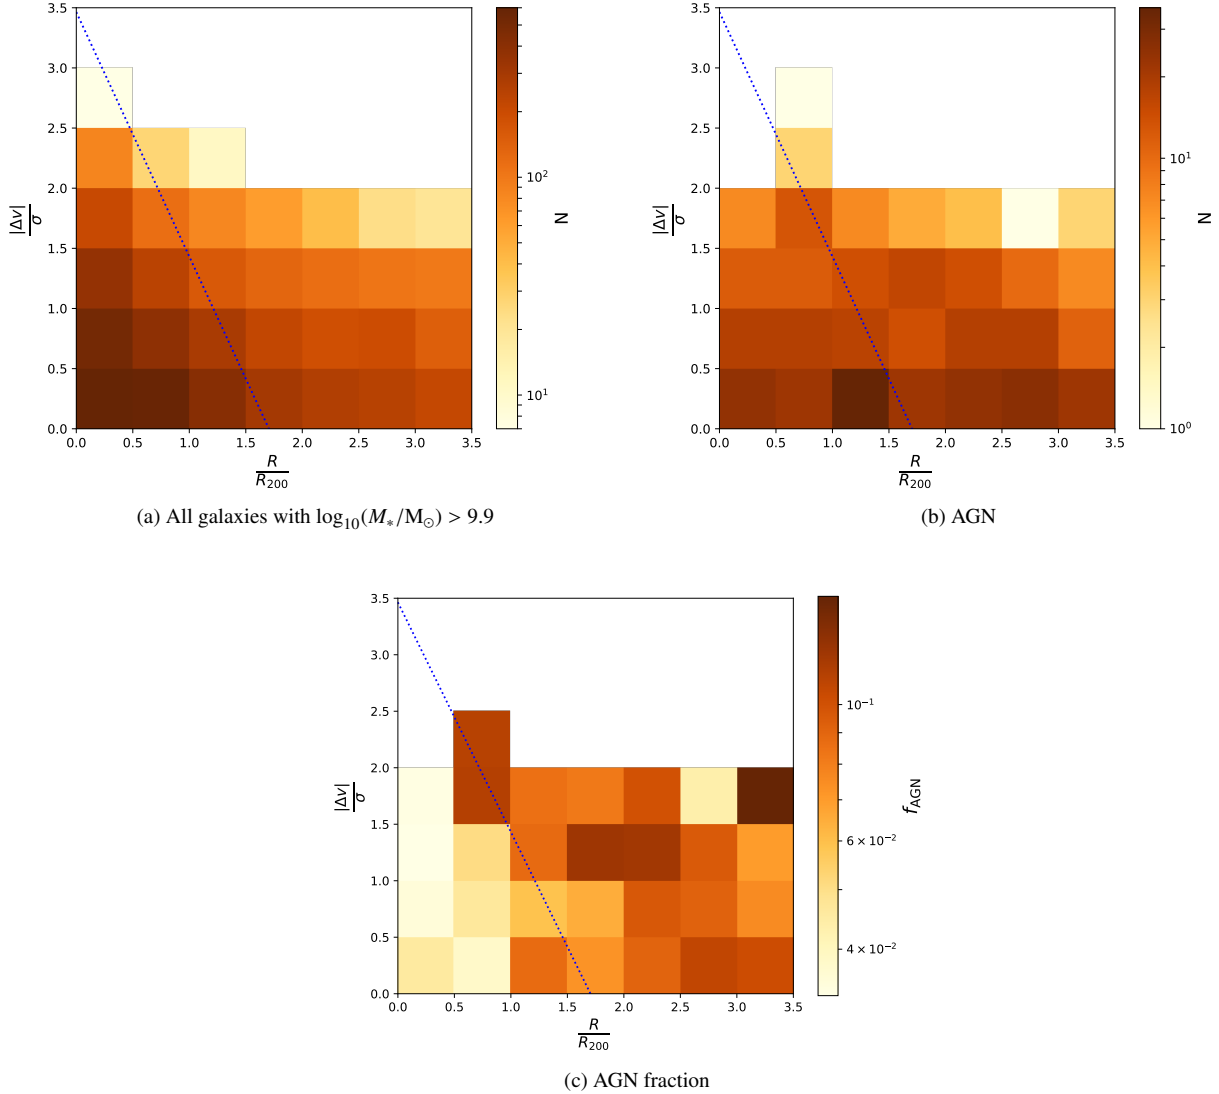 3.5
3.0
2.5
2.0
1.5
1.0
0.5
0.0
|Δv|
σ
0.0 0.5 1.0 1.5 2.0 2.5 3.0 3.5
R
R200
10²
10¹
N
(a) All galaxies with log₁₀(M*/M⊙) > 9.9
3.5
3.0
2.5
2.0
1.5
1.0
0.5
0.0
|Δv|
σ
0.0 0.5 1.0 1.5 2.0 2.5 3.0 3.5
R
R200
10¹
10⁰
N
(b) AGN
3.5
3.0
2.5
2.0
1.5
1.0
0.5
0.0
|Δv|
σ
0.0 0.5 1.0 1.5 2.0 2.5 3.0 3.5
R
R200
10⁻¹
6 × 10⁻²
4 × 10⁻²
fAGN
(c) AGN fraction